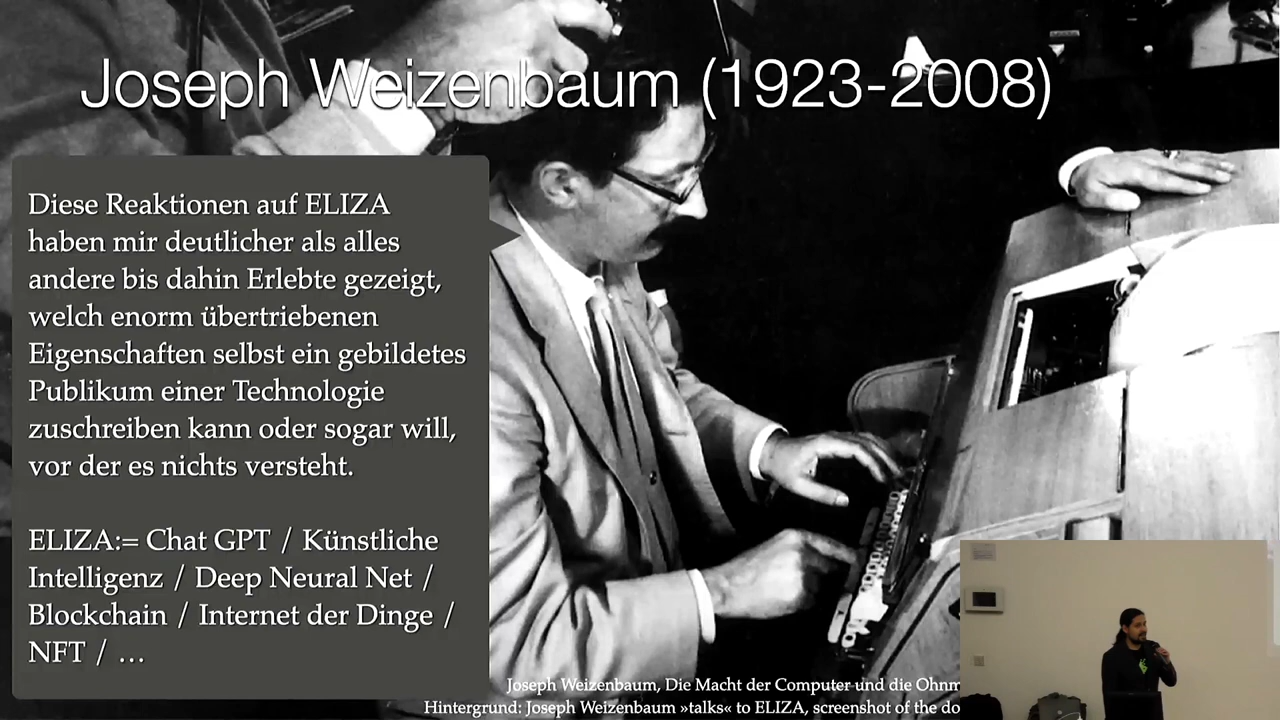 Joseph Weizenbaum (1923-2008)
Diese Reaktionen auf ELIZA
haben mir deutlicher als alles
andere bis dahin Erlebte gezeigt,
welch enorm übertriebenen
Eigenschaften selbst ein gebildetes
Publikum einer Technologie
zuschreiben kann oder sogar will,
vor der es nichts versteht.
ELIZA:= Chat GPT / Künstliche
Intelligenz / Deep Neural Net /
Blockchain / Internet der Dinge /
NFT / …
Joseph Weizenbaum, Die Macht der Computer und die
Hintergrund: Joseph Weizenbaum »talks« to ELIZA, screenshot of the